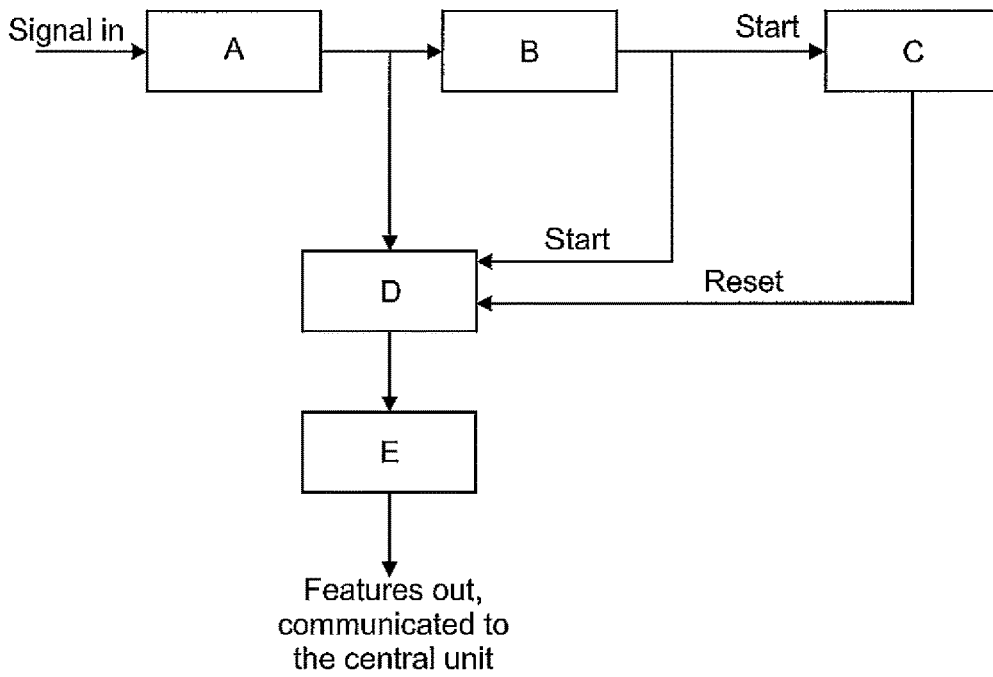 Signal in
A
B
Start
C
Start
D
Reset
E
Features out,
communicated to
the central unit